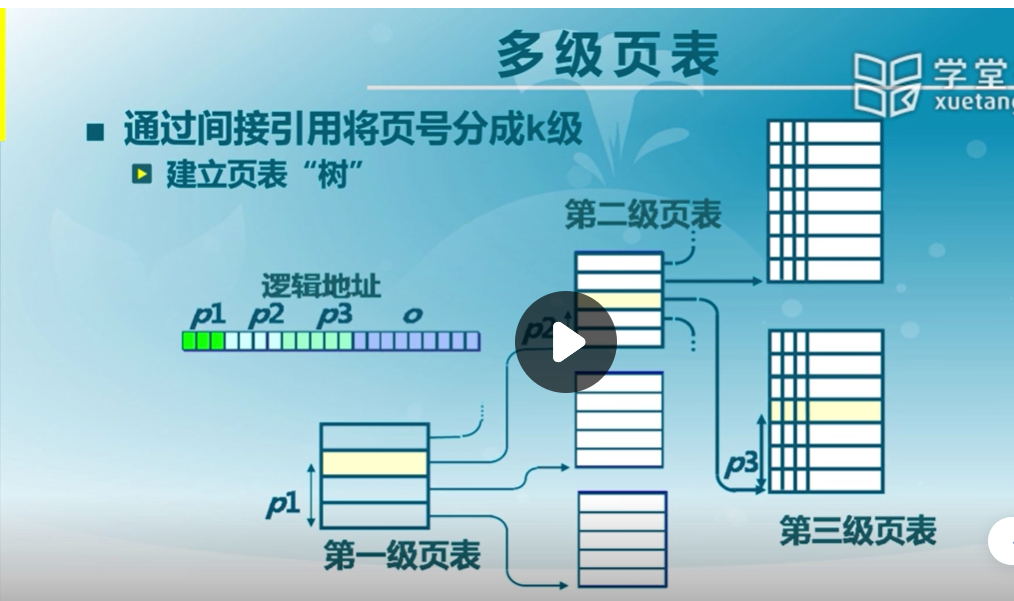 多级页表
学堂
xuetang
通过间接引用将页号分成k级
建立页表“树”
第二级页表
逻辑地址
p1 p2 p3 o
p2
p1
p3
第一级页表
第三级页表